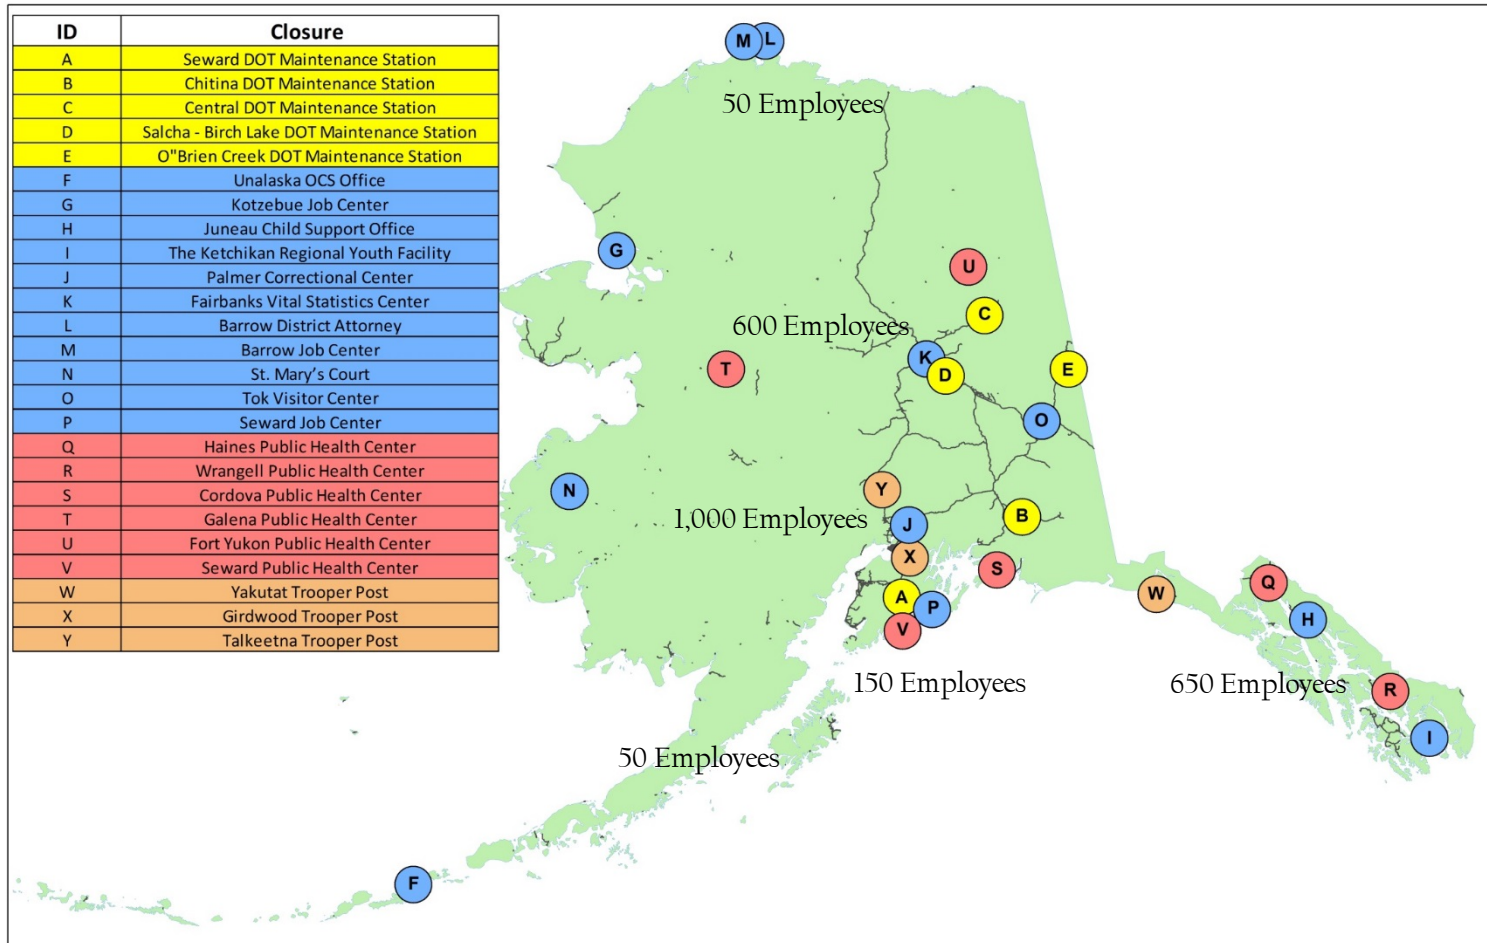 ID Closure
A Seward DOT Maintenance Station
B Chitina DOT Maintenance Station
C Central DOT Maintenance Station
D Salcha - Birch Lake DOT Maintenance Station
E O"Brien Creek DOT Maintenance Station
F Unalaska OCS Office
G Kotzebue Job Center
H Juneau Child Support Office
I The Ketchikan Regional Youth Facility
J Palmer Correctional Center
K Fairbanks Vital Statistics Center
L Barrow District Attorney
M Barrow Job Center
N St. Mary's Court
O Tok Visitor Center
P Seward Job Center
Q Haines Public Health Center
R Wrangell Public Health Center
S Cordova Public Health Center
T Galena Public Health Center
U Fort Yukon Public Health Center
V Seward Public Health Center
W Yakutat Trooper Post
X Girdwood Trooper Post
Y Talkeetna Trooper Post
M L
50 Employees
G
U
C
600 Employees
K
D
T
E
O
Y
N
1,000 Employees
J
B
X
S
A
P
V
W
Q
H
150 Employees
650 Employees
R
I
50 Employees
F